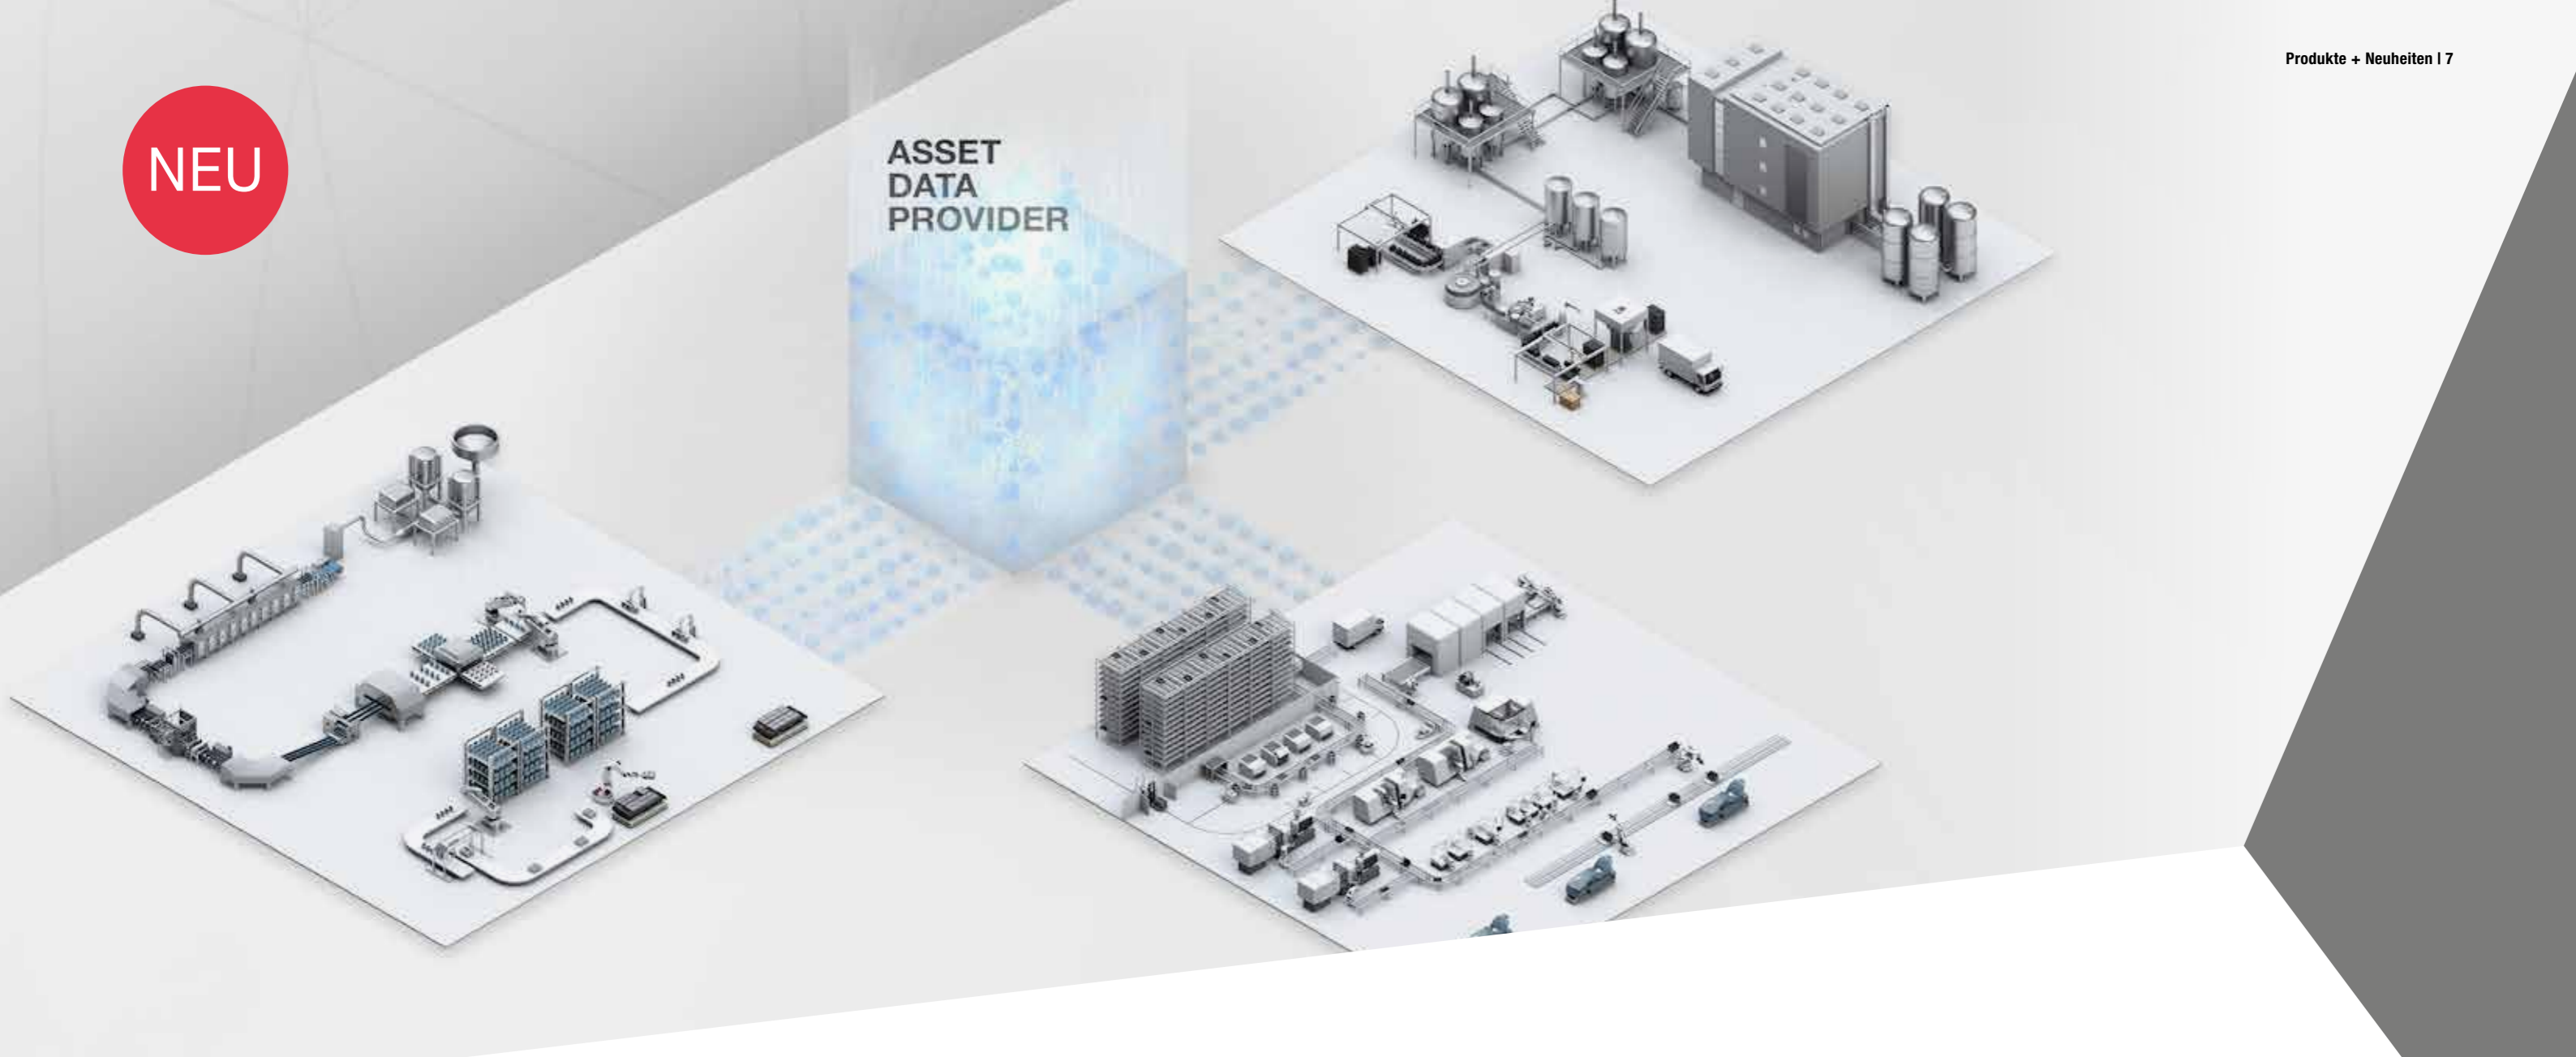 Produkte + Neuheiten | 7
NEU
ASSET
DATA
PROVIDER